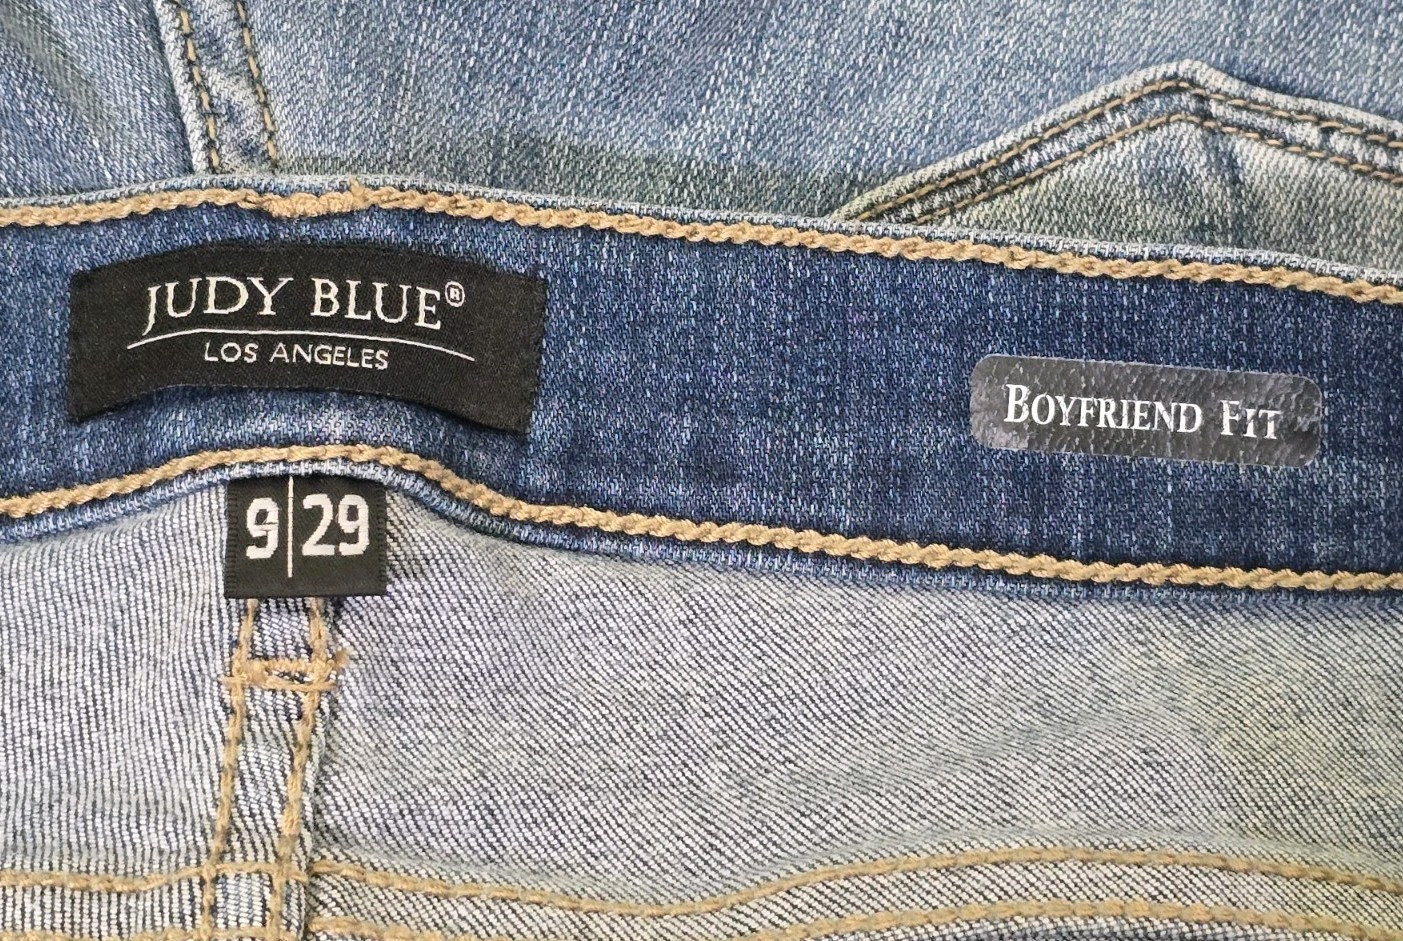 JUDY BLUE®
LOS ANGELES
BOYFRIEND FIT
9|29